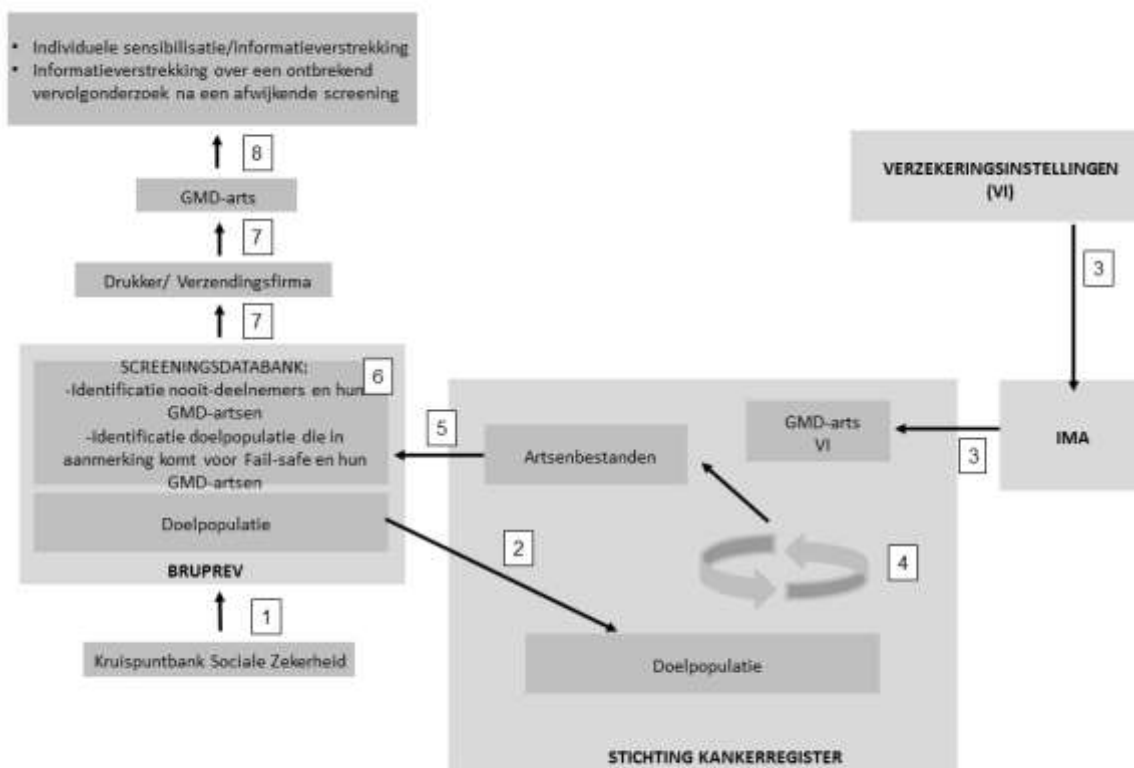 • Individuele sensibilisatie/informatieverstrekking
• Informatieverstrekking over een ontbrekend
vervolgonderzoek na een afwijkende screening
8
GMD-arts
7
Drukker/ Verzendingsfirma
7
SCREENINGSDATABANK:
6
-Identificatie nooit-deelnemers en hun
GMD-artsen
-Identificatie doelpopulatie die in
aanmerking komt voor Fail-safe en hun
GMD-artsen
Doelpopulatie
BRUPREV
1
Kruispuntbank Sociale Zekerheid
2
5
Artsenbestanden
GMD-arts
VI
4
Doelpopulatie
STICHTING KANKERREGISTER
VERZEKERINGSINSTELLINGEN
(VI)
3
IMA
3